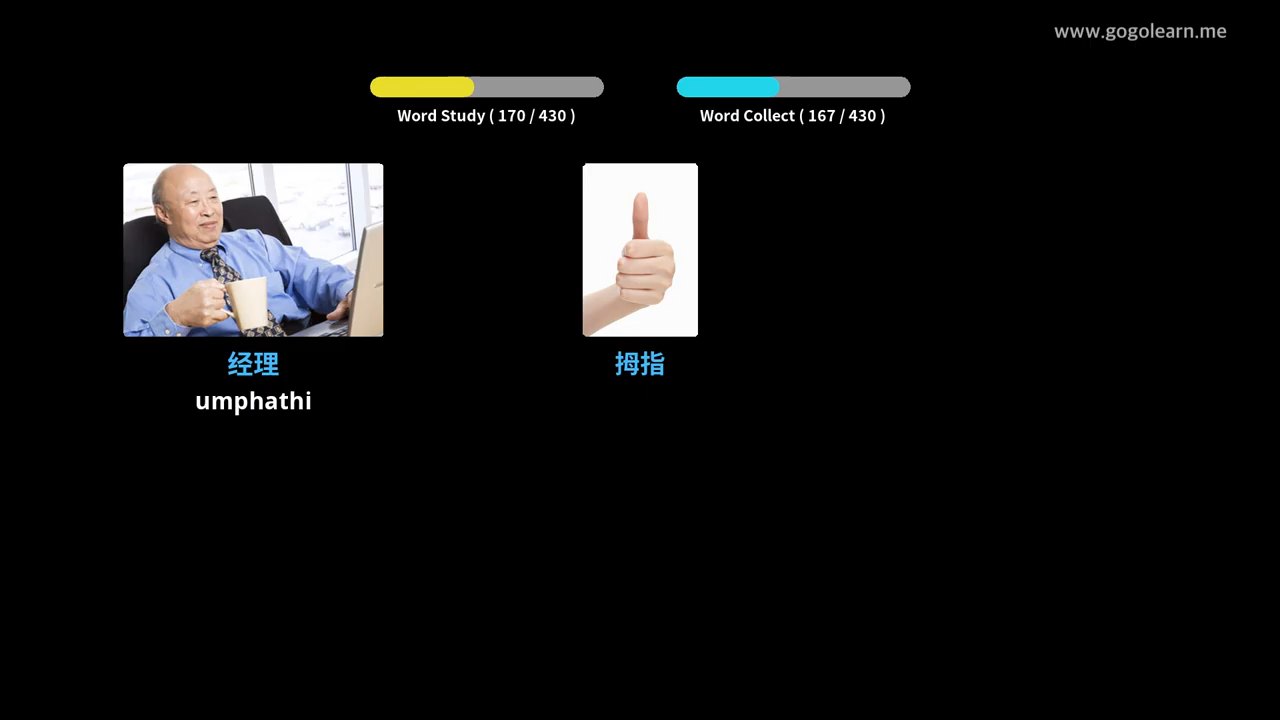 www.gogolearn.me
Word Study ( 170 / 430 )
Word Collect ( 167 / 430 )
经理
umphathi
拇指